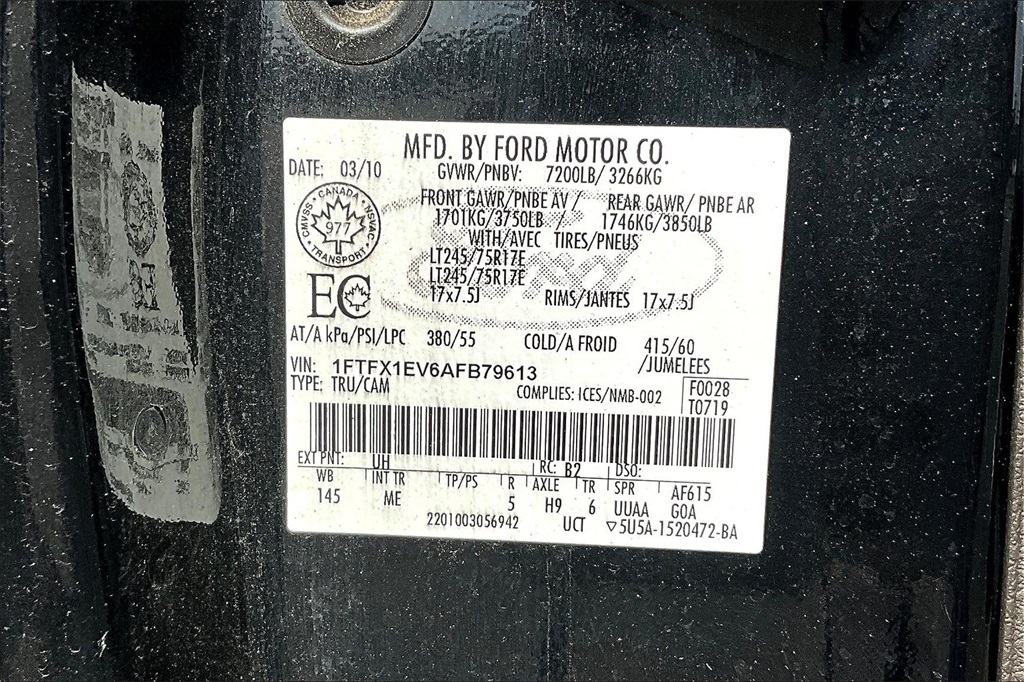 MFD. BY FORD MOTOR CO.
DATE: 03/10 GVWR/PNBV: 7200LB/ 3266KG
FRONT GAWR/PNBE AV / REAR GAWR/ PNBE AR
1701KG/3750LB / 1746KG/3850LB
WITH/AVEC TIRES/PNEUS
CANADA
CMVSS • NSVAC
977
TRANSPORT
LT245/75R17E
LT245/75R17E
17x7.5J RIMS/JANTES 17x7.5J
EC
AT/A kPa/PSI/LPC 380/55 COLD/A FROID 415/60
/JUMELEES
VIN: 1FTFX1EV6AFB79613
TYPE: TRU/CAM COMPLIES: ICES/NMB-002
F0028
T0719
EXT PNT: UH RC: B2 DSO:
WB INT TR TP/PS R AXLE TR SPR AF615
145 ME 5 H9 6 UUAA GOA
2201003056942 UCT ▽5U5A-1520472-BA